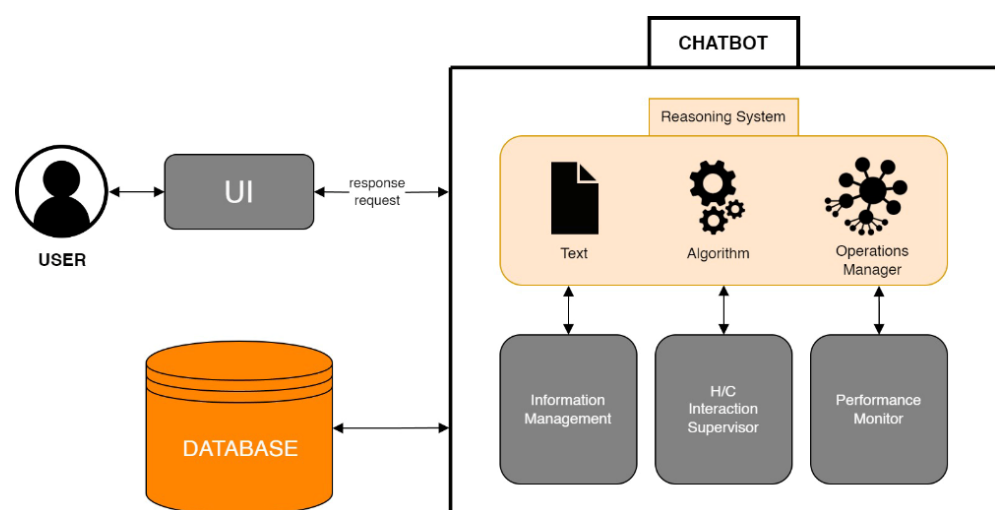 CHATBOT
Reasoning System
UI
response
request
USER
Text
Algorithm
Operations
Manager
Information
Management
H/C
Interaction
Supervisor
Performance
Monitor
DATABASE